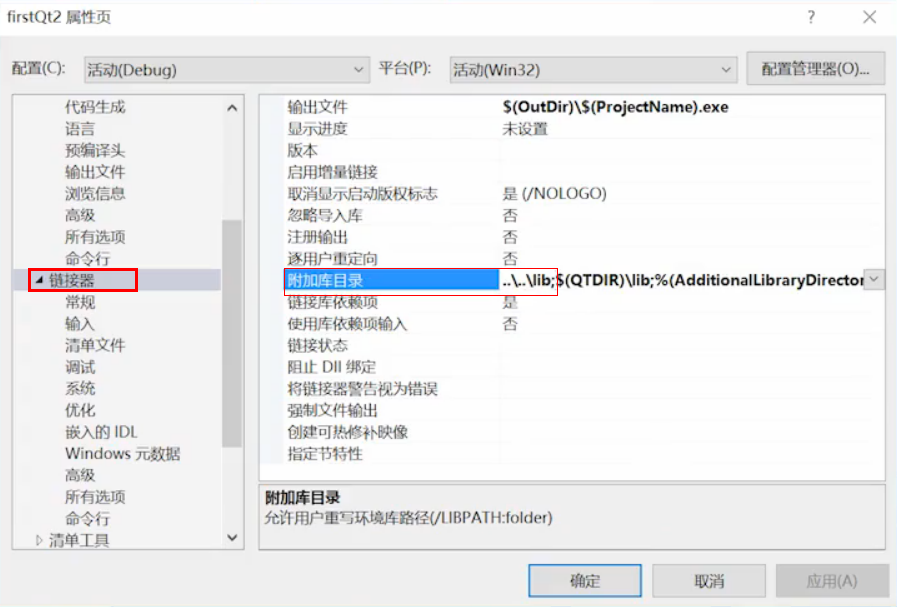 firstQt2 属性页
配置(C): 活动(Debug) 平台(P): 活动(Win32) 配置管理器(O)...
代码生成
语言
预编译头
输出文件
浏览信息
高级
所有选项
命令行
链接器
常规
输入
清单文件
调试
系统
优化
嵌入的 IDL
Windows 元数据
高级
所有选项
命令行
清单工具
输出文件 $(OutDir)\$(ProjectName).exe
显示进度 未设置
版本
启用增量链接
取消显示启动版权标志 是 (/NOLOGO)
忽略导入库 否
注册输出 否
逐用户重定向 否
附加库目录 ..\..\lib;$(QTDIR)\lib;%(AdditionalLibraryDirector
链接库依赖项 是
使用库依赖项输入 否
链接状态
阻止 Dll 绑定
将链接器警告视为错误
强制文件输出
创建可热修补映像
指定节特性
附加库目录
允许用户重写环境库路径(/LIBPATH:folder)
确定 取消 应用(A)